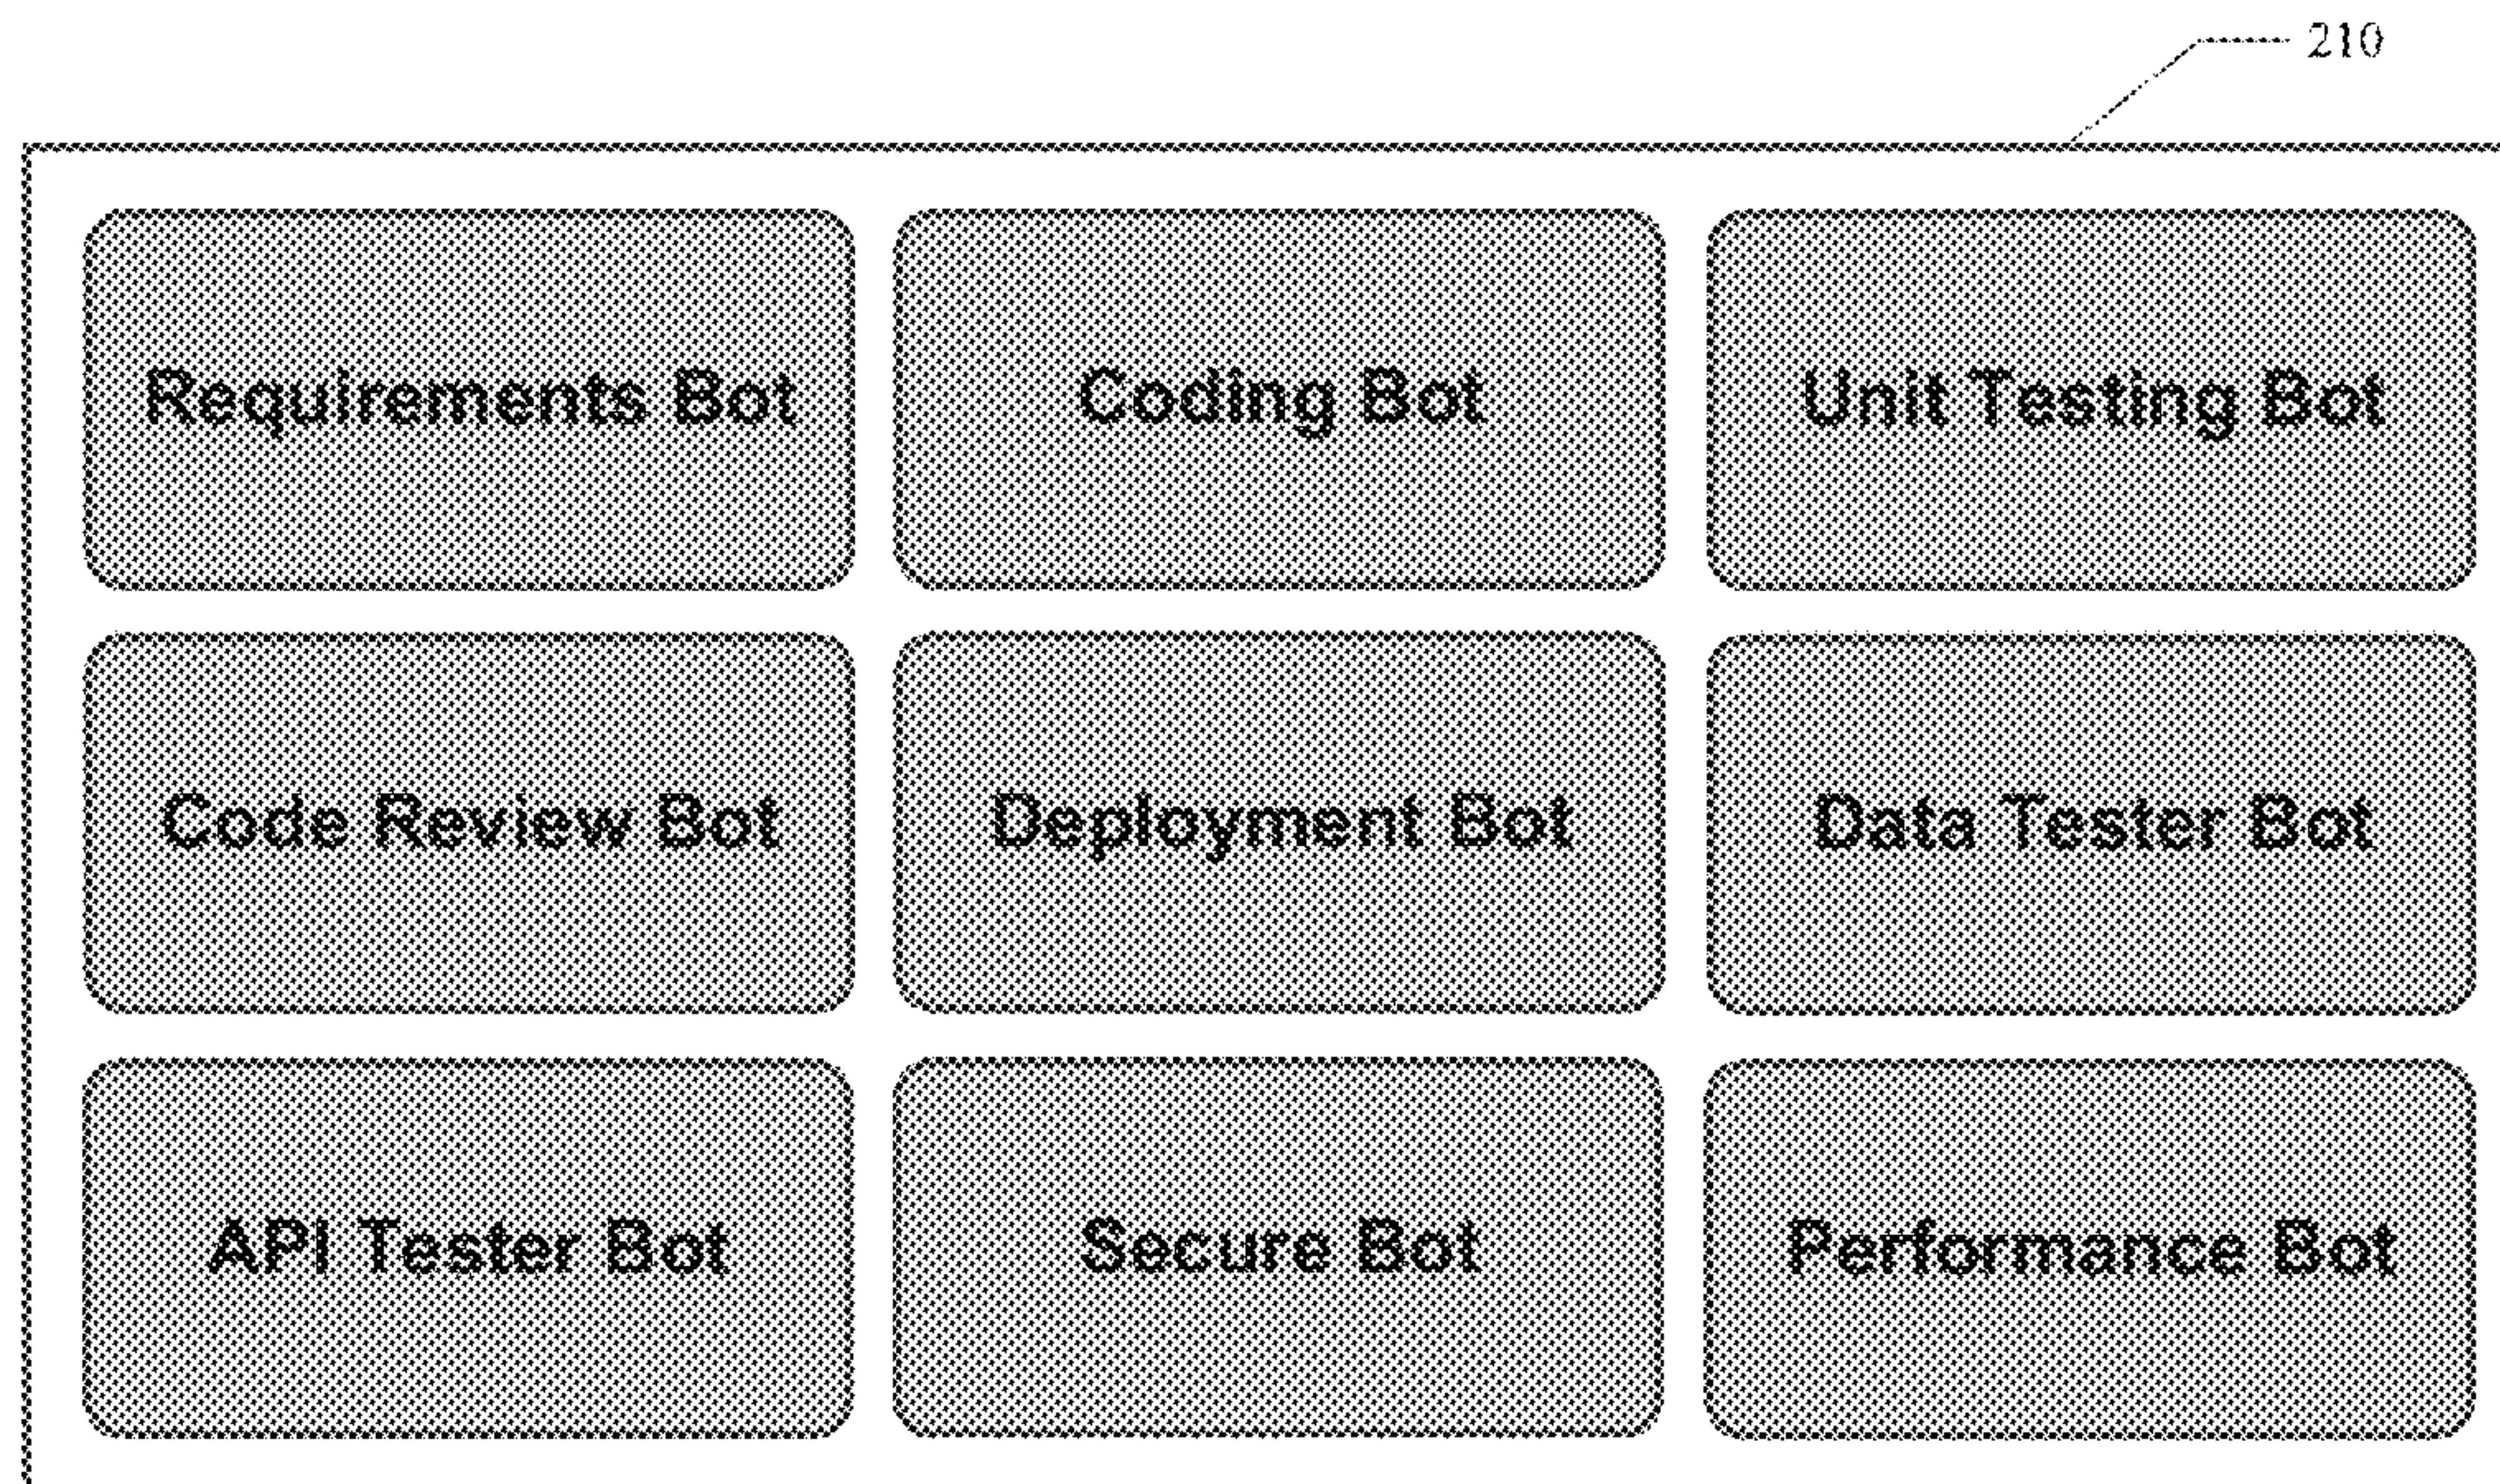 210
Requirements Bot
Coding Bot
Unit Testing Bot
Code Review Bot
Deployment Bot
Data Tester Bot
API Tester Bot
Secure Bot
Performance Bot